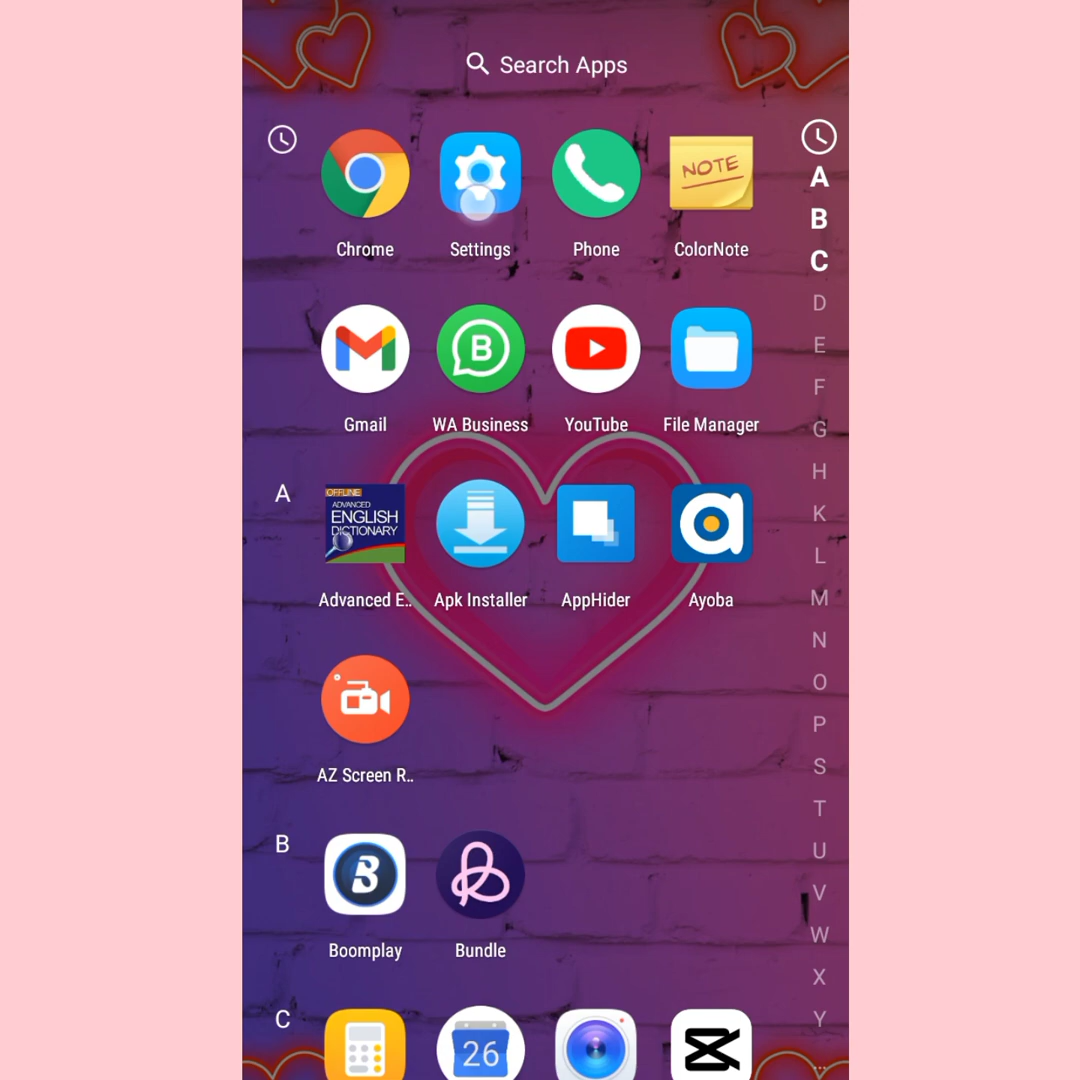 Search Apps
NOTE
Chrome
Settings
Phone
ColorNote
A
B
C
B
Gmail
WA Business
YouTube
File Manager
D
E
F
G
H
K
L
M
N
O
P
S
T
U
V
W
X
Y
...
A
OFFLINE
ADVANCED
ENGLISH
DICTIONARY
a
Advanced E..
Apk Installer
AppHider
Ayoba
AZ Screen R..
B
B
Boomplay
Bundle
C
26